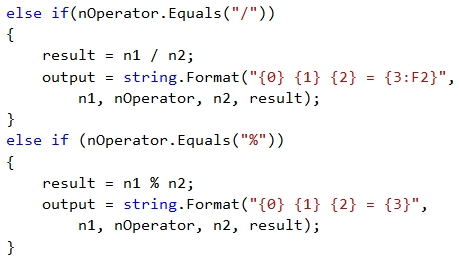 else if(nOperator.Equals("/"))
{
    result = n1 / n2;
    output = string.Format("{0} {1} {2} = {3:F2}",
        n1, nOperator, n2, result);
}
else if (nOperator.Equals("%"))
{
    result = n1 % n2;
    output = string.Format("{0} {1} {2} = {3}",
        n1, nOperator, n2, result);
}